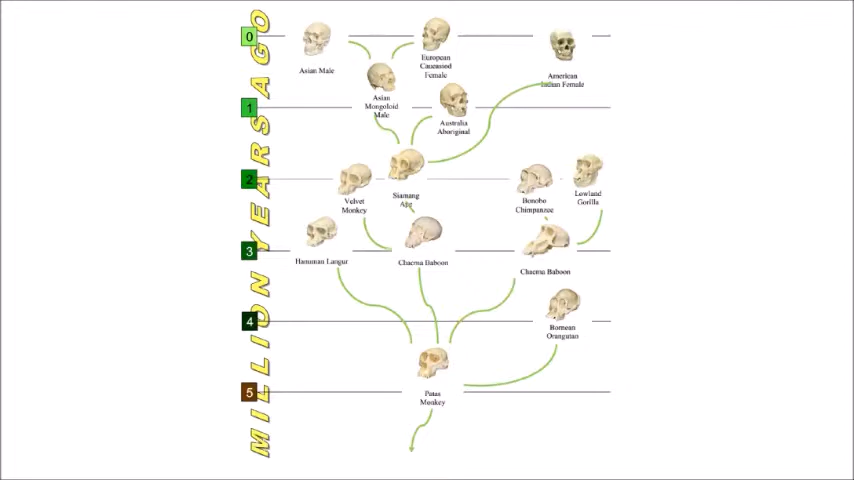 MILLION YEARS AGO
0
Asian Male
European
Caucasoid
Female
American
Indian Female
Asian
Mongoloid
Male
1
Australia
Aboriginal
2
Velvet
Monkey
Siamang
Ape
Bonobo
Chimpanzee
Lowland
Gorilla
3
Hanuman Langur
Chacma Baboon
Chacma Baboon
4
Bornean
Orangutan
5
Patas
Monkey